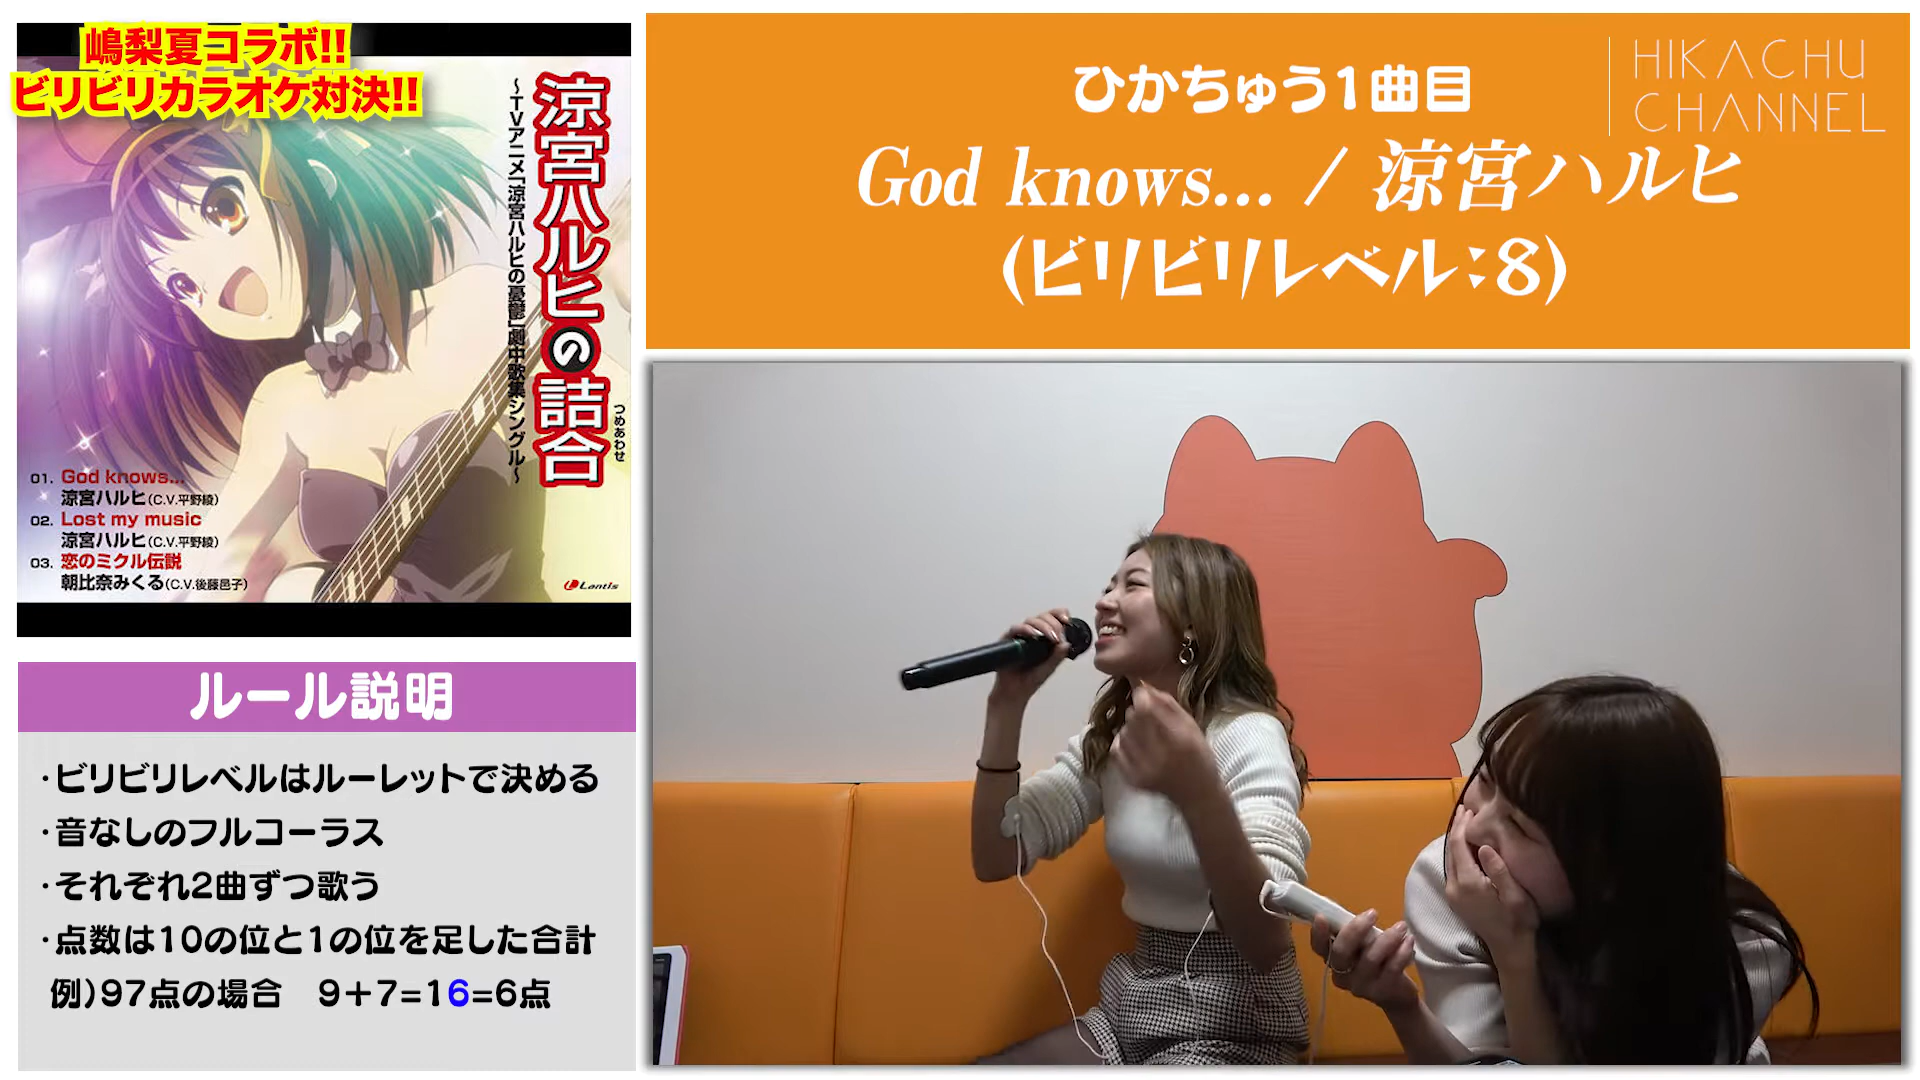 嶋梨夏コラボ!!
ビリビリカラオケ対決!!
涼宮ハルヒの詰合
つめあわせ
～TVアニメ「涼宮ハルヒの憂鬱」劇中歌集シングル～
01. God knows...
涼宮ハルヒ(C.V.平野綾)
02. Lost my music
涼宮ハルヒ(C.V.平野綾)
03. 恋のミクル伝説
朝比奈みくる(C.V.後藤邑子)
Lantis
ひかちゅう1曲目
God knows... / 涼宮ハルヒ
(ビリビリレベル:8)
HIKACHU
CHANNEL
ルール説明
・ビリビリレベルはルーレットで決める
・音なしのフルコーラス
・それぞれ2曲ずつ歌う
・点数は10の位と1の位を足した合計
例)97点の場合　9+7=16=6点